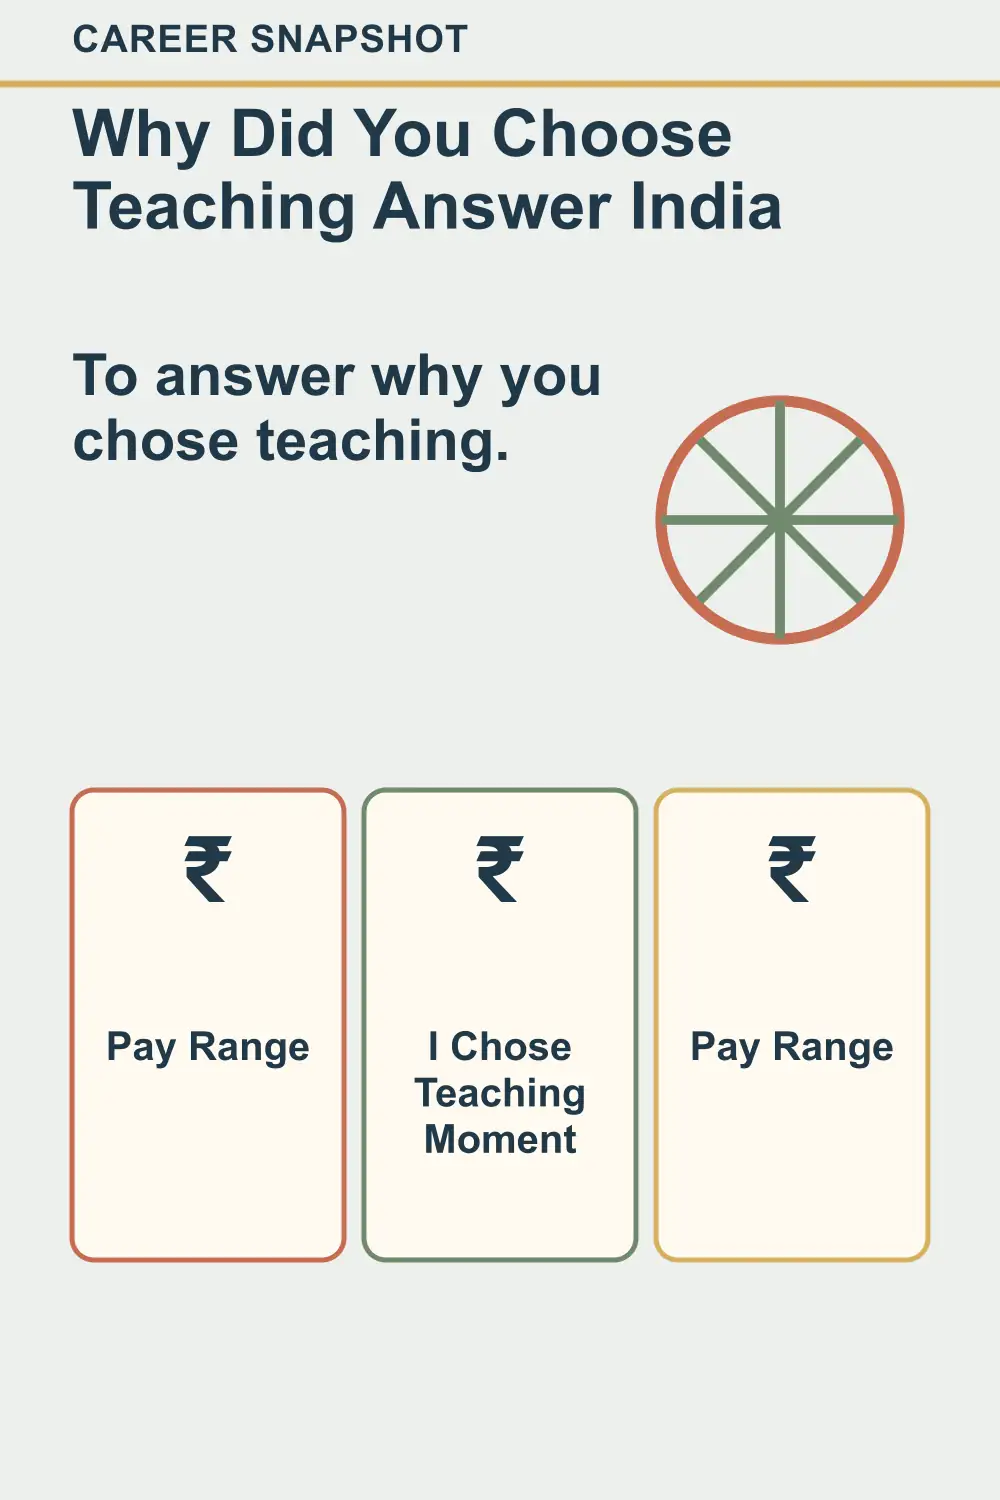 CAREER SNAPSHOT
Why Did You Choose
Teaching Answer India
To answer why you
chose teaching.
₹
Pay Range
₹
I Chose
Teaching
Moment
₹
Pay Range